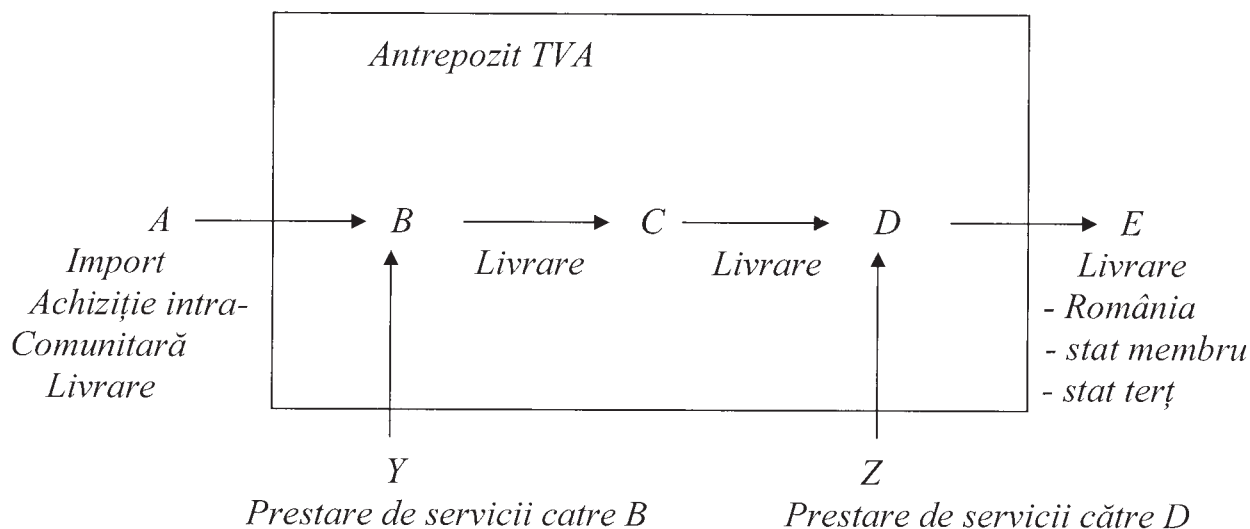 Antrepozit TVA
A B C D E
Import
Achiziție intra-
Comunitară
Livrare
Livrare
Livrare
Livrare
- România
- stat membru
- stat terț
Y
Prestare de servicii catre B
Z
Prestare de servicii către D